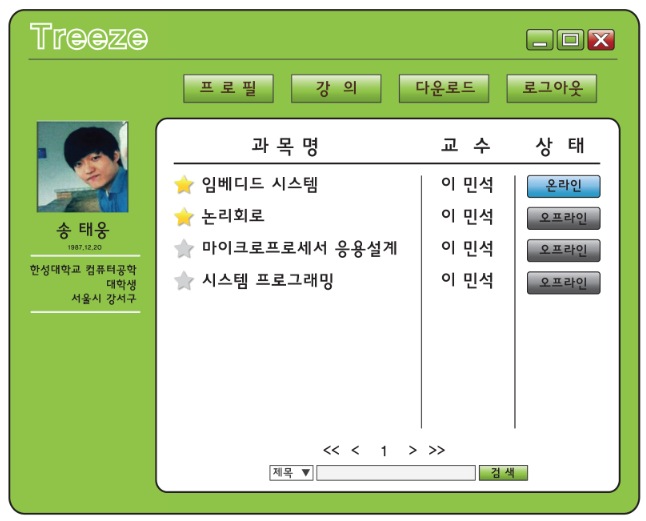 Treeze
프로필 강의 다운로드 로그아웃
송 태웅
1987.12.20
한성대학교 컴퓨터공학
대학생
서울시 강서구
과목명 교수 상태
임베디드 시스템 이 민석 온라인
논리회로 이 민석 오프라인
마이크로프로세서 응용설계 이 민석 오프라인
시스템 프로그래밍 이 민석 오프라인
<< < 1 > >>
제목 ▼ 검색